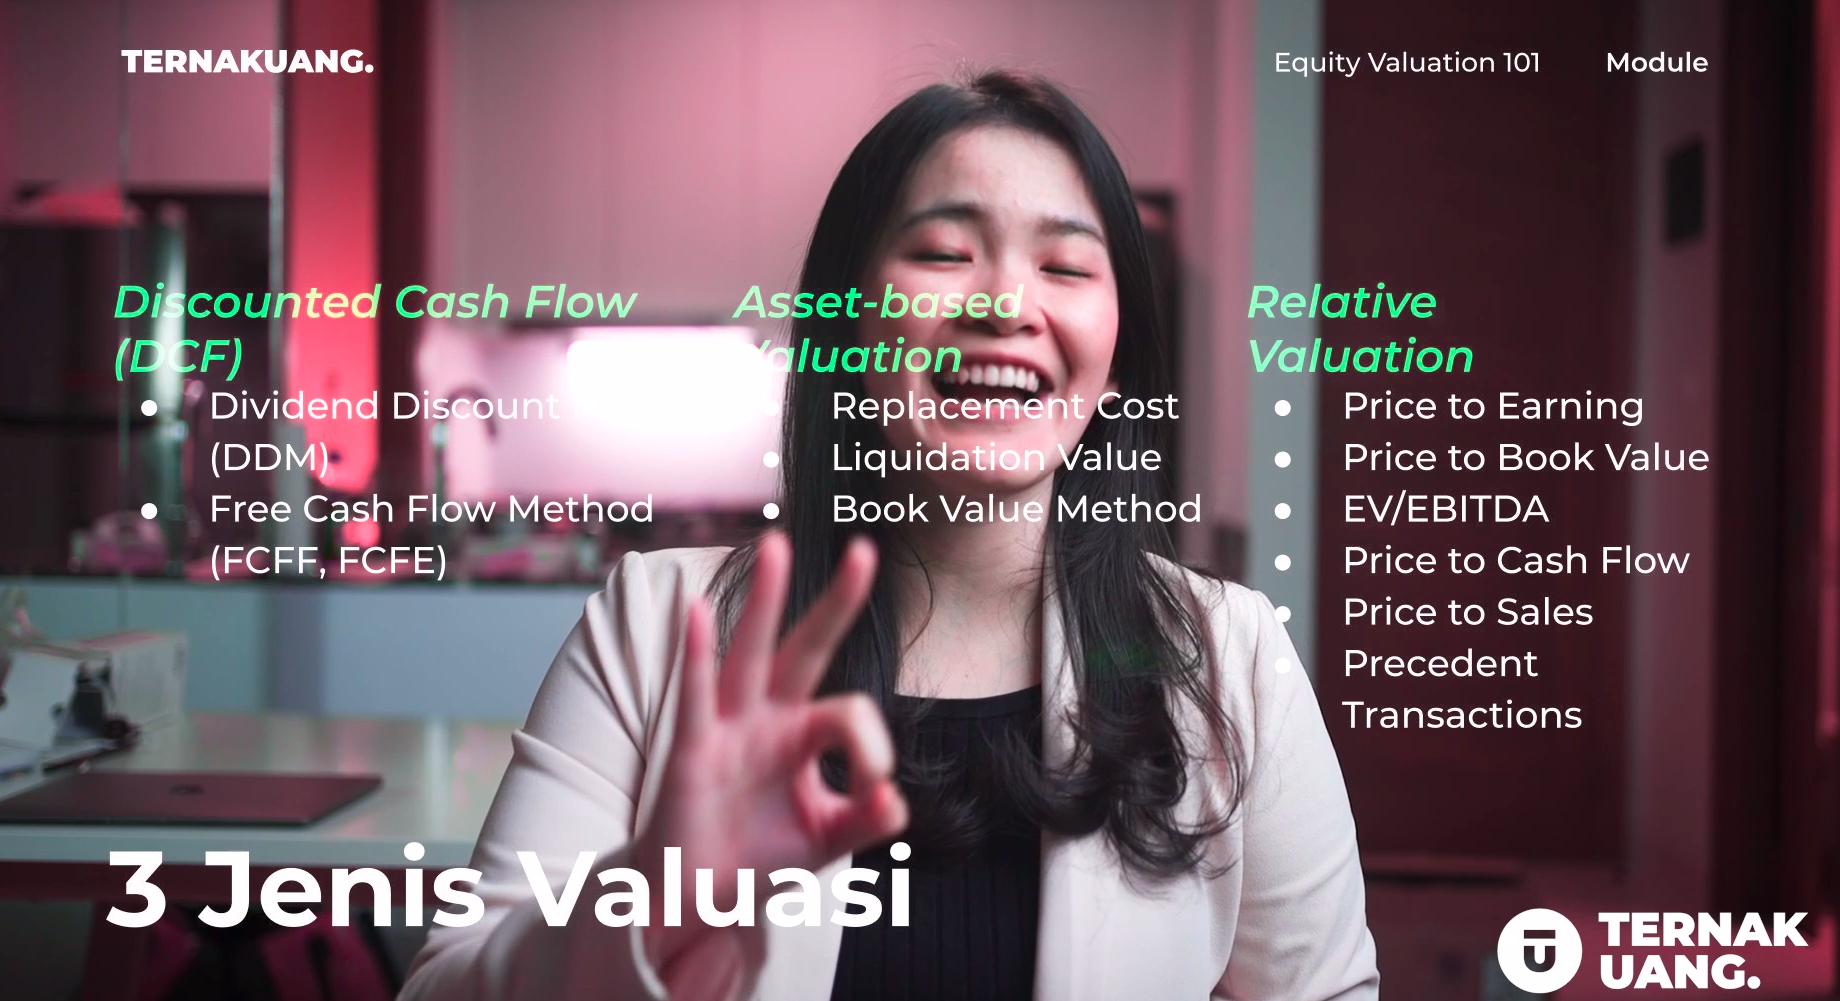 TERNAKUANG.
Equity Valuation 101
Module
Discounted Cash Flow
(DCF)
Dividend Discount
(DDM)
Free Cash Flow Method
(FCFF, FCFE)
Asset-based
Valuation
Replacement Cost
Liquidation Value
Book Value Method
Relative
Valuation
Price to Earning
Price to Book Value
EV/EBITDA
Price to Cash Flow
Price to Sales
Precedent
Transactions
3 Jenis Valuasi
TERNAK
UANG.